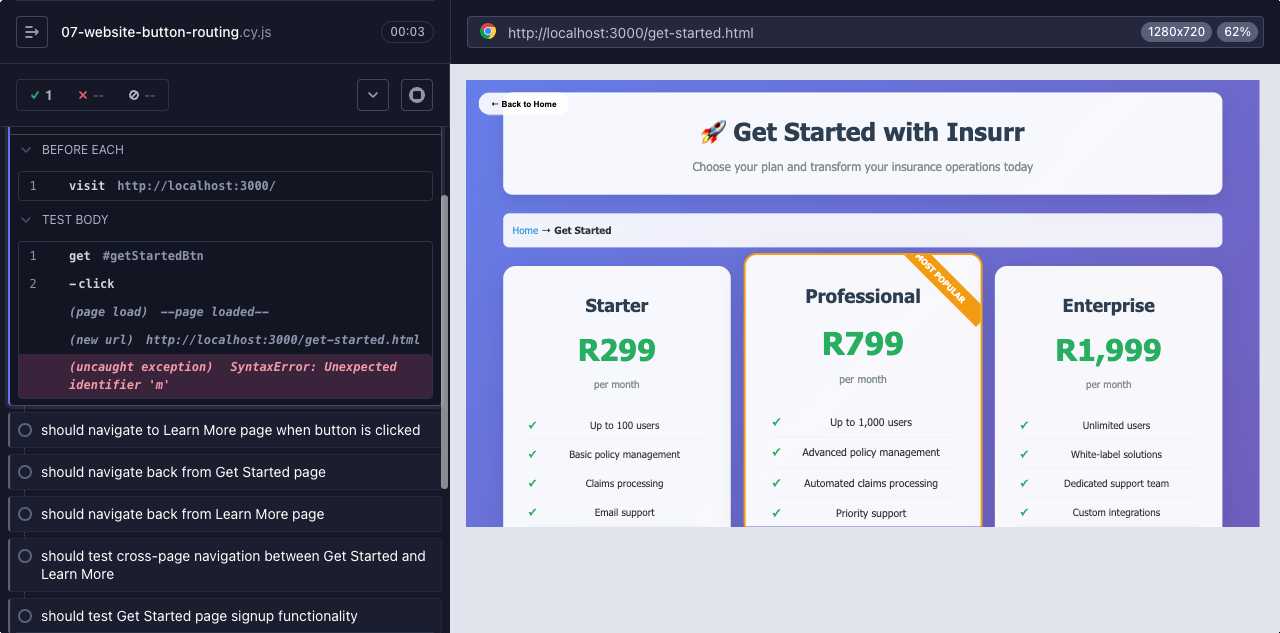 07-website-button-routing.cy.js
00:03
1
--
--
BEFORE EACH
1 visit http://localhost:3000/
TEST BODY
1 get #getStartedBtn
2 -click
(page load) --page loaded--
(new url) http://localhost:3000/get-started.html
(uncaught exception) SyntaxError: Unexpected
identifier 'm'
should navigate to Learn More page when button is clicked
should navigate back from Get Started page
should navigate back from Learn More page
should test cross-page navigation between Get Started and
Learn More
should test Get Started page signup functionality
http://localhost:3000/get-started.html
1280x720
62%
← Back to Home
🚀 Get Started with Insurr
Choose your plan and transform your insurance operations today
Home → Get Started
Starter
R299
per month
✓ Up to 100 users
✓ Basic policy management
✓ Claims processing
✓ Email support
MOST POPULAR
Professional
R799
per month
✓ Up to 1,000 users
✓ Advanced policy management
✓ Automated claims processing
✓ Priority support
Enterprise
R1,999
per month
✓ Unlimited users
✓ White-label solutions
✓ Dedicated support team
✓ Custom integrations